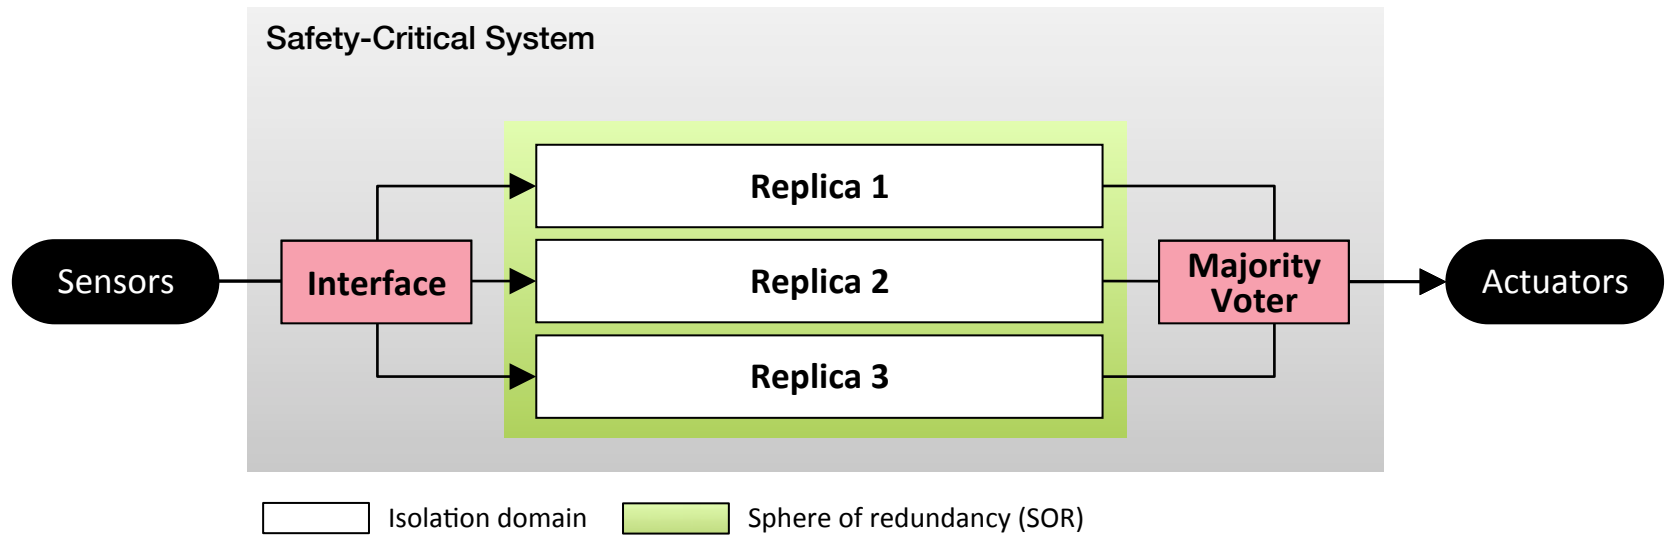 Safety-Critical System
Sensors
Interface
Replica 1
Replica 2
Replica 3
Majority
Voter
Actuators
Isolation domain
Sphere of redundancy (SOR)